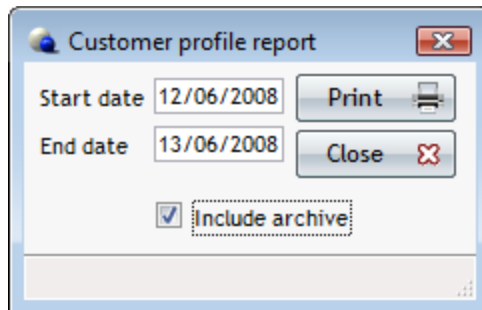 Customer profile report
Start date 12/06/2008 Print
End date 13/06/2008 Close
Include archive